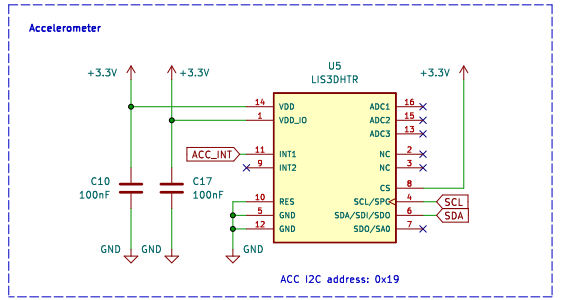 Accelerometer
+3.3V
+3.3V
U5
LIS3DHTR
+3.3V
14 VDD
1 VDD_IO
ACC_INT 11 INT1
9 INT2
10 RES
5 GND
12 GND
ADC1 16
ADC2 15
ADC3 13
NC 2
NC 3
CS 8
SCL/SPC 4 SCL
SDA/SDI/SDO 6 SDA
SDO/SA0 7
C10
100nF
C17
100nF
GND
GND
GND
ACC I2C address: 0x19